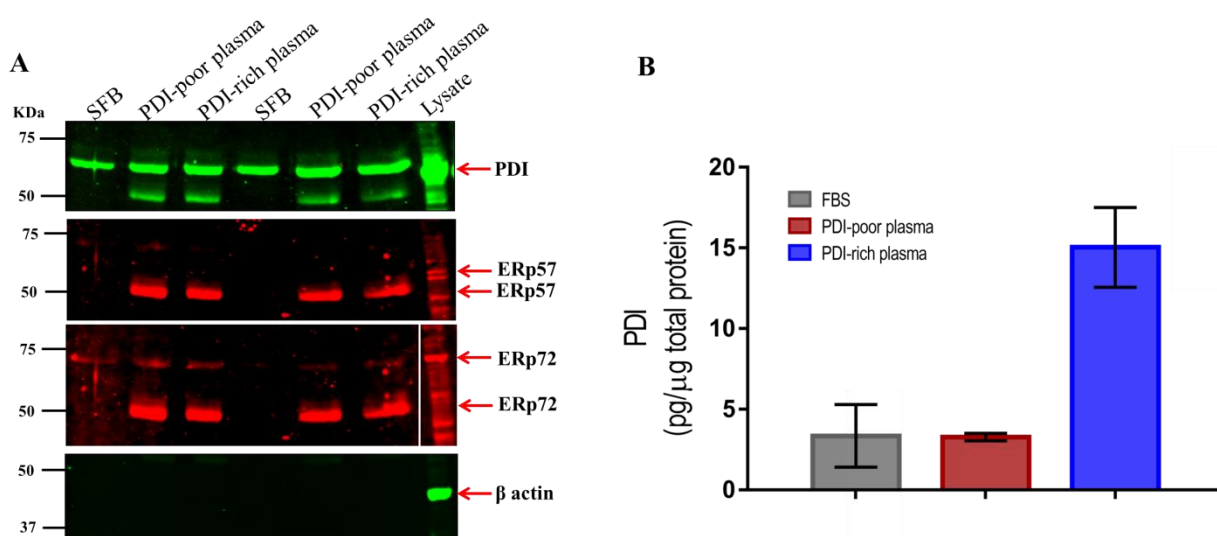 A
SFB
PDI-poor plasma
PDI-rich plasma
SFB
PDI-poor plasma
PDI-rich plasma
Lysate
KDa
75
50
PDI
75
50
ERp57
ERp57
75
50
ERp72
ERp72
50
37
β actin
B
20
15
10
5
0
PDI
(pg/μg total protein)
FBS
PDI-poor plasma
PDI-rich plasma